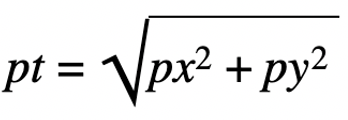 pt = √(px² + py²)